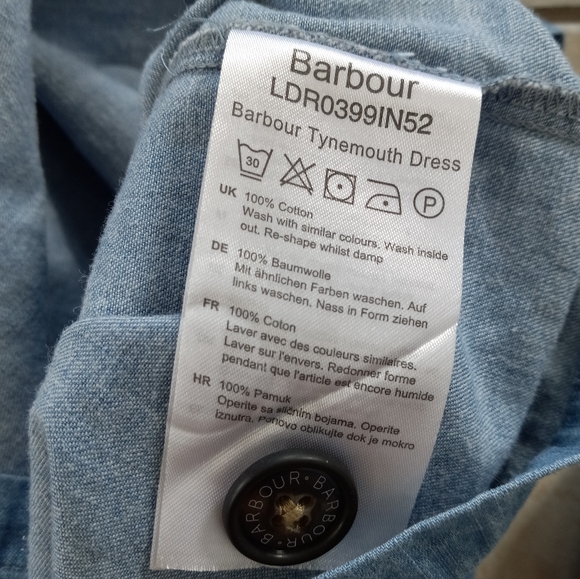 Barbour
LDR0399IN52
Barbour Tynemouth Dress
30 P
UK 100% Cotton
Wash with similar colours. Wash inside
out. Re-shape whilst damp
DE 100% Baumwolle
Mit ähnlichen Farben waschen. Auf
links waschen. Nass in Form ziehen
FR 100% Coton
Laver avec des couleurs similaires.
Laver sur l'envers. Redonner forme
pendant que l'article est encore humide
HR 100% Pamuk
Operite sa sličnim bojama. Operite
iznutra. Ponovo oblikujte dok je mokro
BARBOUR • BARBOUR •